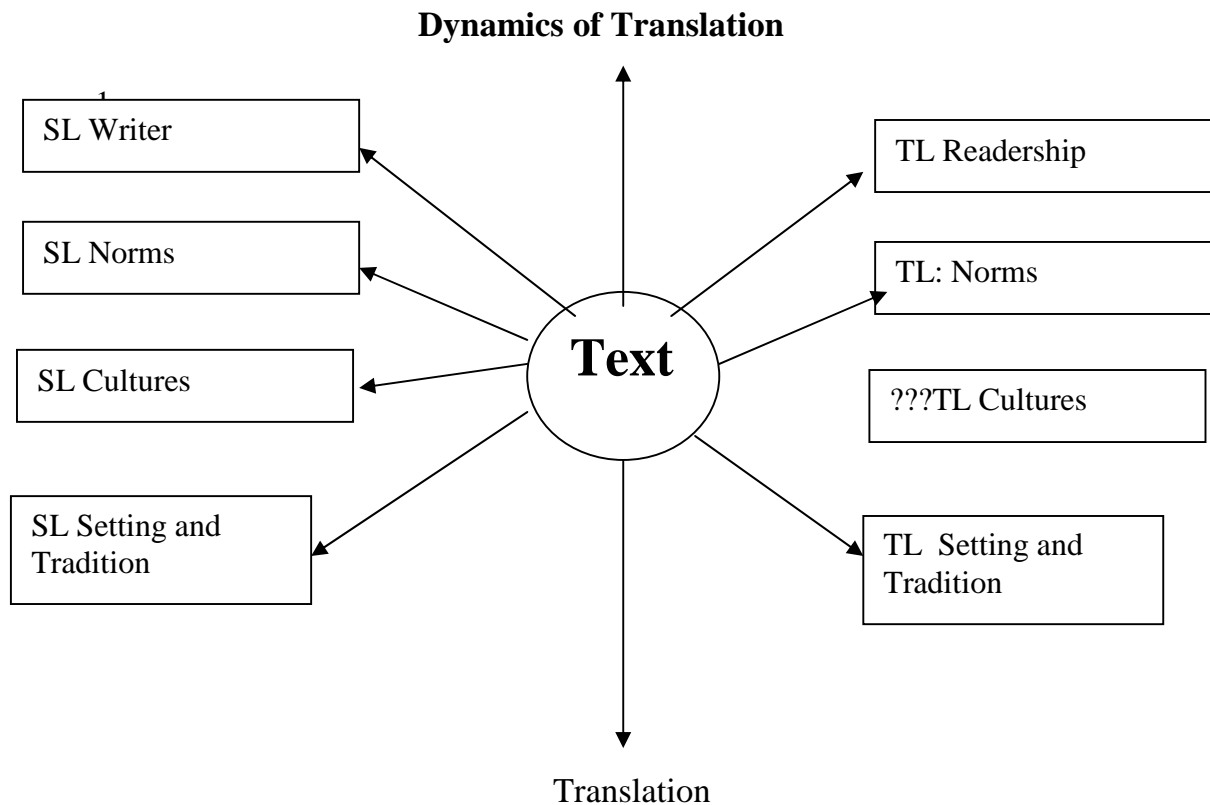 Dynamics of Translation
SL Writer
SL Norms
SL Cultures
SL Setting and
Tradition
Text
TL Readership
TL: Norms
???TL Cultures
TL Setting and
Tradition
Translation